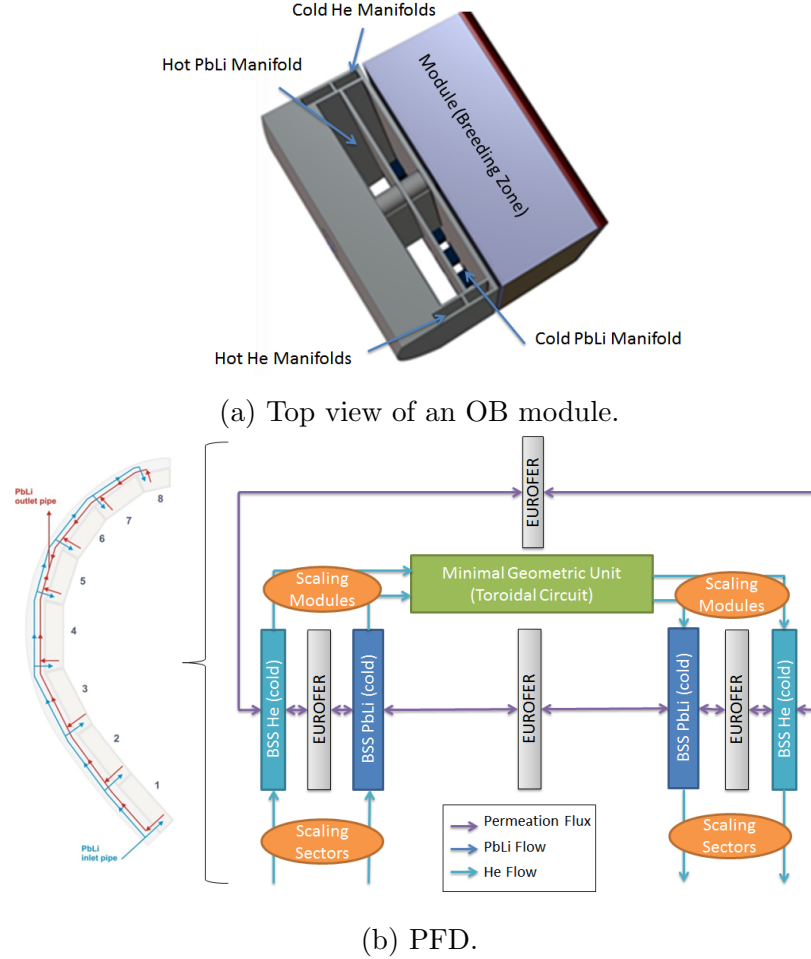 Cold He Manifolds
Hot PbLi Manifold
Module (Breeding Zone)
Cold PbLi Manifold
Hot He Manifolds
(a) Top view of an OB module.
PbLi
outlet pipe
8
7
6
5
4
3
2
1
PbLi
inlet pipe
EUROFER
Scaling
Modules
Minimal Geometric Unit
(Toroidal Circuit)
Scaling
Modules
BSS He (cold)
EUROFER
BSS PbLi (cold)
EUROFER
BSS PbLi (cold)
EUROFER
BSS He (cold)
Scaling
Sectors
Permeation Flux
PbLi Flow
He Flow
Scaling
Sectors
(b) PFD.